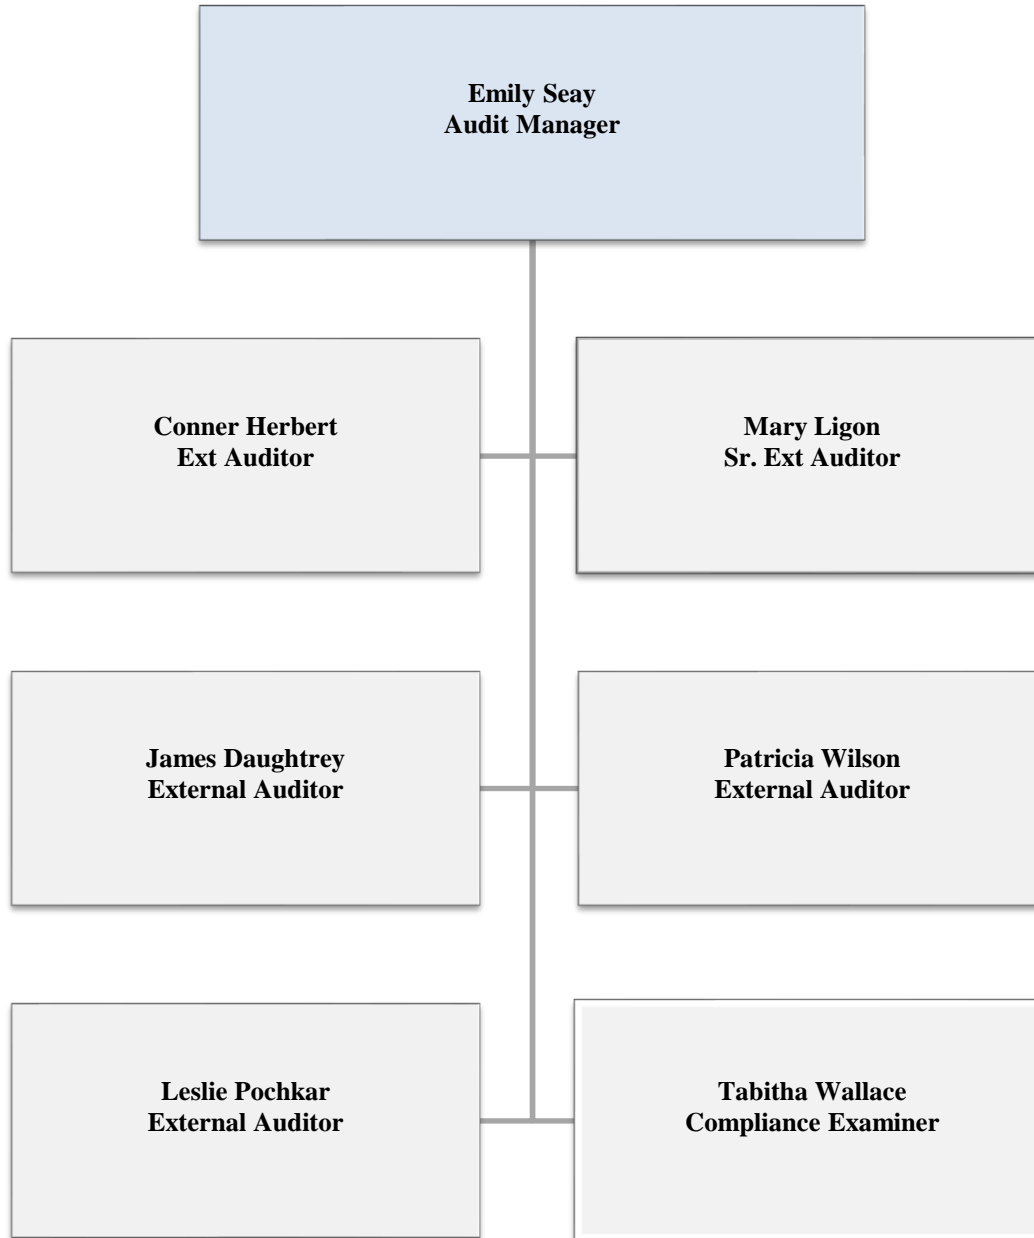 Emily Seay
Audit Manager
Conner Herbert
Ext Auditor
Mary Ligon
Sr. Ext Auditor
James Daughtrey
External Auditor
Patricia Wilson
External Auditor
Leslie Pochkar
External Auditor
Tabitha Wallace
Compliance Examiner